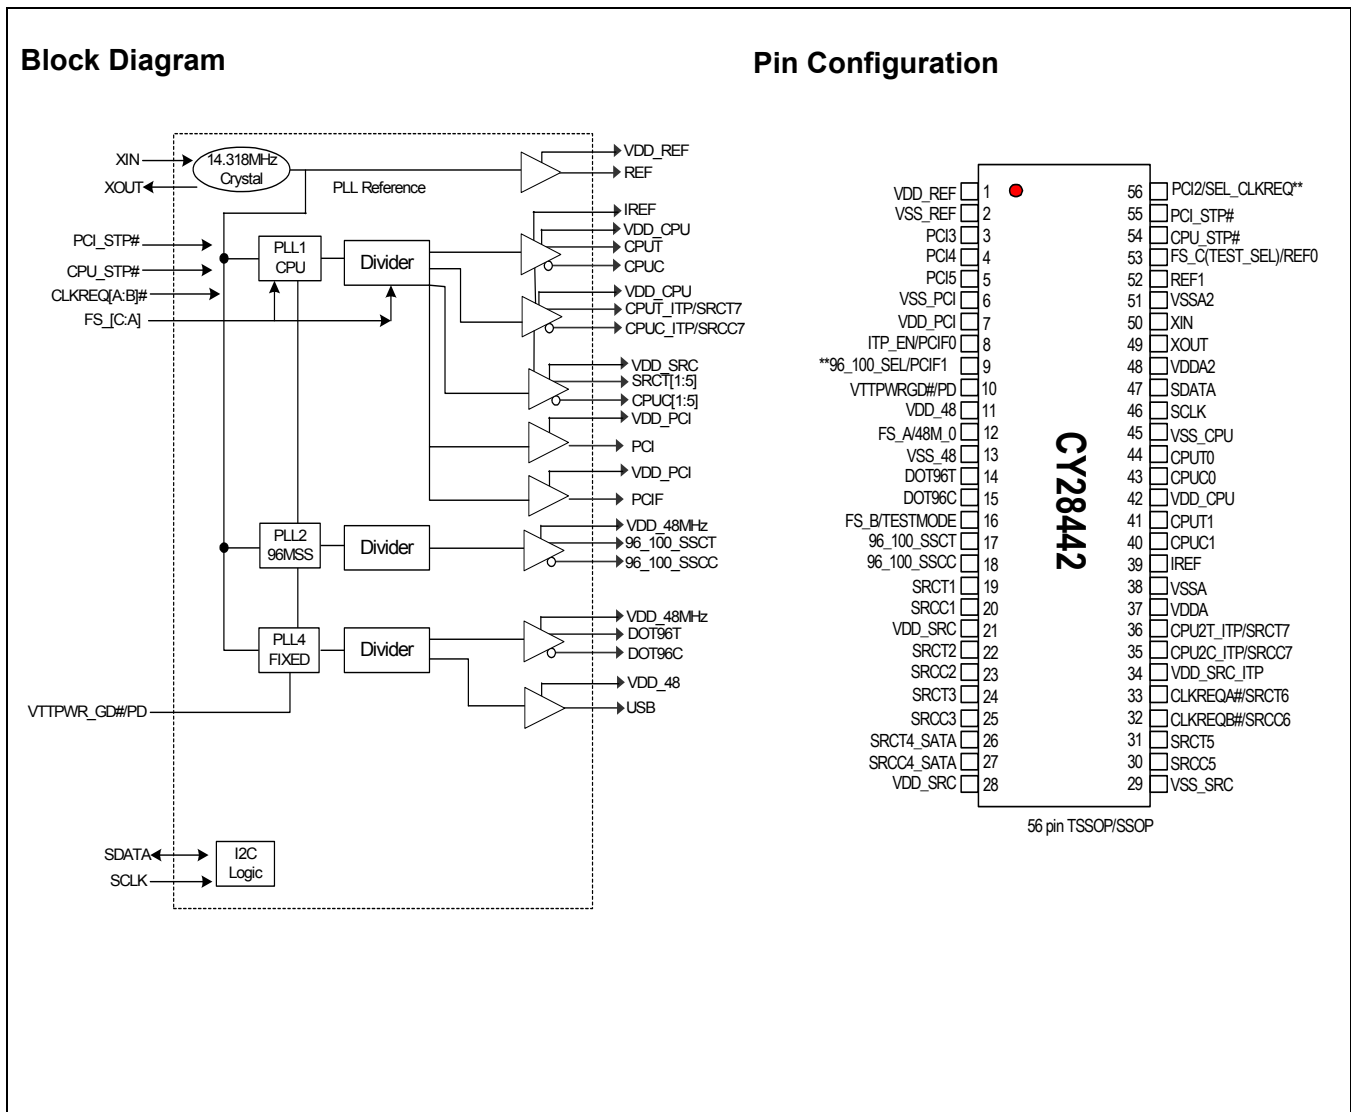 Block Diagram
Pin Configuration
XIN
XOUT
14.318MHz
Crystal
PLL Reference
PCI_STP#
CPU_STP#
CLKREQ[A:B]#
FS_[C:A]
PLL1
CPU
Divider
VDD_REF
REF
IREF
VDD_CPU
CPUT
CPUC
VDD_CPU
CPUT_ITP/SRCT7
CPUC_ITP/SRCC7
VDD_SRC
SRCT[1:5]
CPUC[1:5]
VDD_PCI
PCI
VDD_PCI
PCIF
PLL2
96MSS
Divider
VDD_48MHz
96_100_SSCT
96_100_SSCC
PLL4
FIXED
Divider
VDD_48MHz
DOT96T
DOT96C
VDD_48
USB
VTTPWR_GD#/PD
SDATA
SCLK
I2C
Logic
VDD_REF 1
VSS_REF 2
PCI3 3
PCI4 4
PCI5 5
VSS_PCI 6
VDD_PCI 7
ITP_EN/PCIF0 8
**96_100_SEL/PCIF1 9
VTTPWRGD#/PD 10
VDD_48 11
FS_A/48M_0 12
VSS_48 13
DOT96T 14
DOT96C 15
FS_B/TESTMODE 16
96_100_SSCT 17
96_100_SSCC 18
SRCT1 19
SRCC1 20
VDD_SRC 21
SRCT2 22
SRCC2 23
SRCT3 24
SRCC3 25
SRCT4_SATA 26
SRCC4_SATA 27
VDD_SRC 28
CY28442
56 PCI2/SEL_CLKREQ**
55 PCI_STP#
54 CPU_STP#
53 FS_C(TEST_SEL)/REF0
52 REF1
51 VSSA2
50 XIN
49 XOUT
48 VDDA2
47 SDATA
46 SCLK
45 VSS_CPU
44 CPUT0
43 CPUC0
42 VDD_CPU
41 CPUT1
40 CPUC1
39 IREF
38 VSSA
37 VDDA
36 CPU2T_ITP/SRCT7
35 CPU2C_ITP/SRCC7
34 VDD_SRC_ITP
33 CLKREQA#/SRCT6
32 CLKREQB#/SRCC6
31 SRCT5
30 SRCC5
29 VSS_SRC
56 pin TSSOP/SSOP